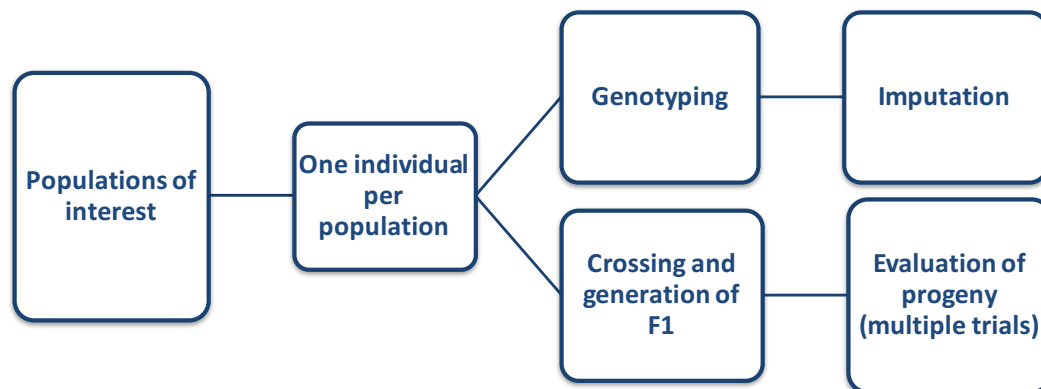 Populations of
interest
One individual
per
population
Genotyping
Imputation
Crossing and
generation of
F1
Evaluation of
progeny
(multiple trials)